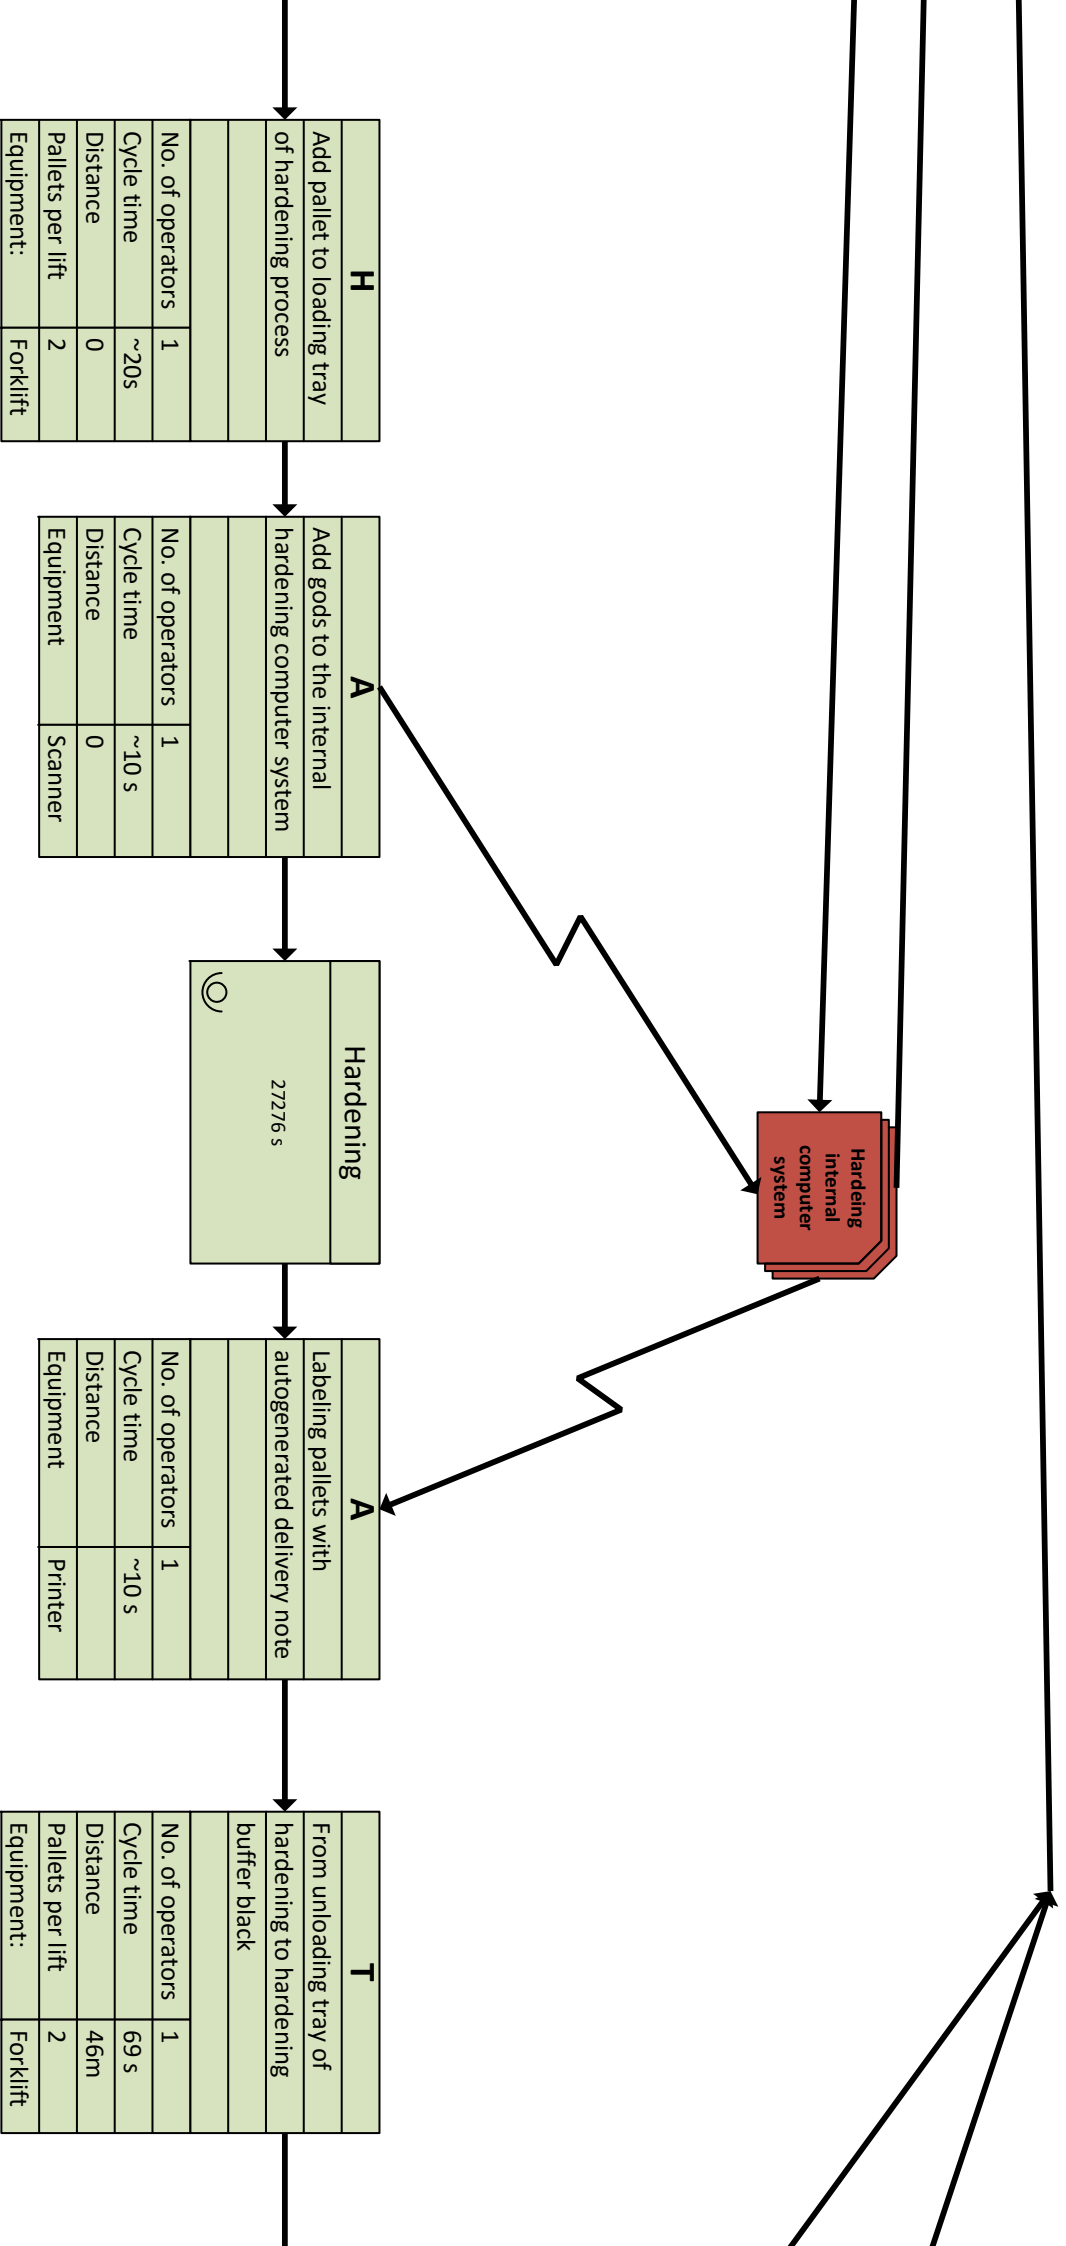 H
Add pallet to loading tray
of hardening process
No. of operators 1
Cycle time ~20s
Distance 0
Pallets per lift 2
Equipment: Forklift
A
Add gods to the internal
hardening computer system
No. of operators 1
Cycle time ~10 s
Distance 0
Equipment Scanner
Hardening
27276 s
Hardeing
internal
computer
system
A
Labeling pallets with
autogenerated delivery note
No. of operators 1
Cycle time ~10 s
Distance
Equipment Printer
T
From unloading tray of
hardening to hardening
buffer black
No. of operators 1
Cycle time 69 s
Distance 46m
Pallets per lift 2
Equipment: Forklift